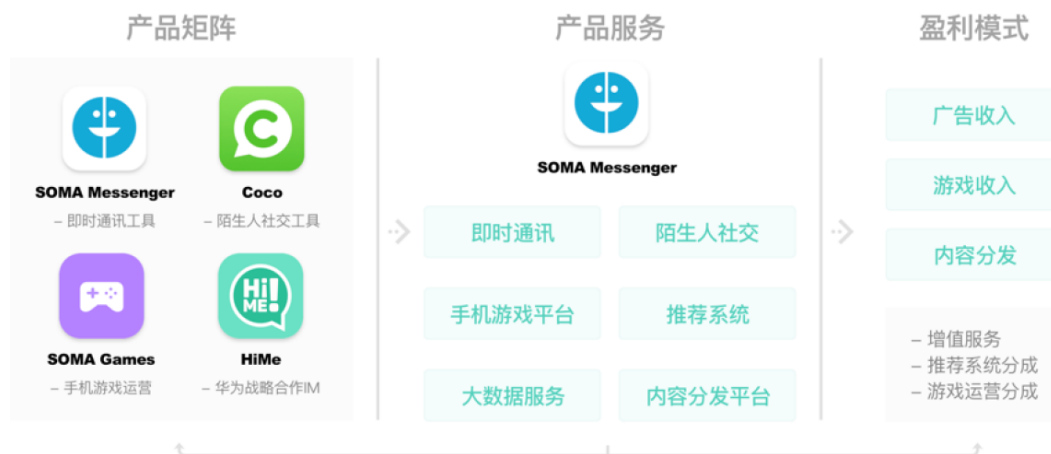 产品矩阵
SOMA Messenger
– 即时通讯工具
Coco
– 陌生人社交工具
SOMA Games
– 手机游戏运营
Hi!
ME:
HiMe
– 华为战略合作IM
产品服务
SOMA Messenger
即时通讯
陌生人社交
手机游戏平台
推荐系统
大数据服务
内容分发平台
盈利模式
广告收入
游戏收入
内容分发
– 增值服务
– 推荐系统分成
– 游戏运营分成